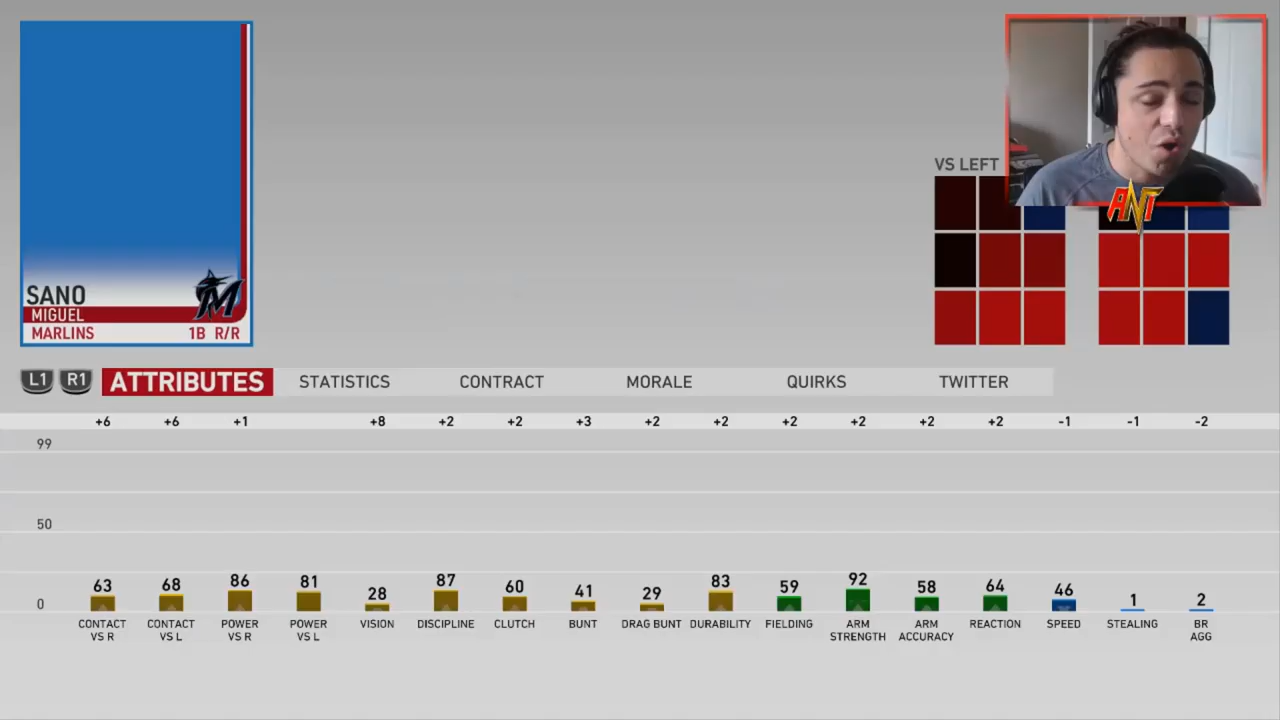 VS LEFT
ANT
SANO
MIGUEL
MARLINS 1B R/R
L1 R1 ATTRIBUTES STATISTICS CONTRACT MORALE QUIRKS TWITTER
+6 +6 +1 +8 +2 +2 +3 +2 +2 +2 +2 +2 +2 -1 -1 -2
99
50
0
63 68 86 81 28 87 60 41 29 83 59 92 58 64 46 1 2
CONTACT CONTACT POWER POWER VISION DISCIPLINE CLUTCH BUNT DRAG BUNT DURABILITY FIELDING ARM ARM REACTION SPEED STEALING BR
VS R VS L VS R VS L STRENGTH ACCURACY AGG